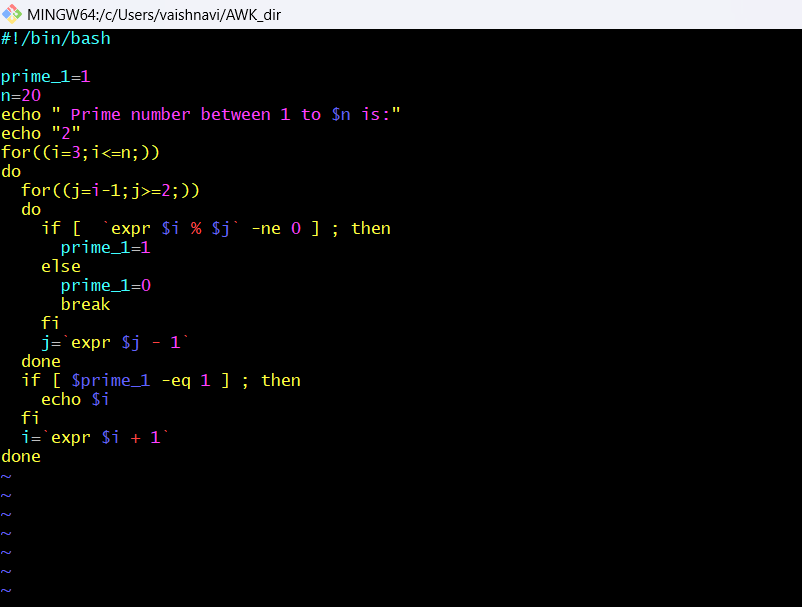 MINGW64:/c/Users/vaishnavi/AWK_dir
#!/bin/bash

prime_1=1
n=20
echo " Prime number between 1 to $n is:"
echo "2"
for((i=3;i<=n;))
do
  for((j=i-1;j>=2;))
  do
    if [  `expr $i % $j` -ne 0 ] ; then
      prime_1=1
    else
      prime_1=0
      break
    fi
    j=`expr $j - 1`
  done
  if [ $prime_1 -eq 1 ] ; then
    echo $i
  fi
  i=`expr $i + 1`
done
~
~
~
~
~
~
~